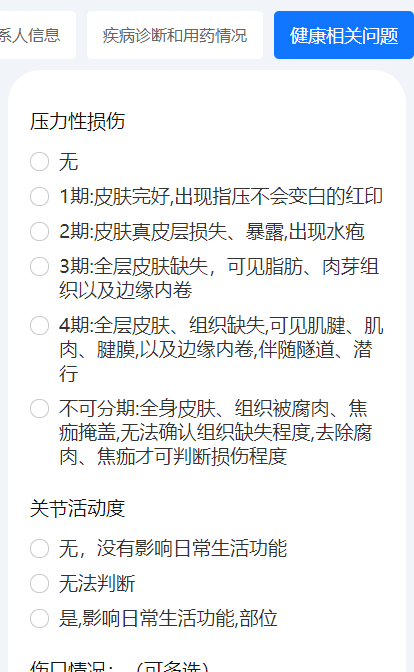 系人信息
疾病诊断和用药情况
健康相关问题
压力性损伤
无
1期:皮肤完好,出现指压不会变白的红印
2期:皮肤真皮层损失、暴露,出现水疱
3期:全层皮肤缺失，可见脂肪、肉芽组
织以及边缘内卷
4期:全层皮肤、组织缺失,可见肌腱、肌
肉、腱膜,以及边缘内卷,伴随隧道、潜
行
不可分期:全身皮肤、组织被腐肉、焦
痂掩盖,无法确认组织缺失程度,去除腐
肉、焦痂才可判断损伤程度
关节活动度
无，没有影响日常生活功能
无法判断
是,影响日常生活功能,部位
伤口情况：（可多选）